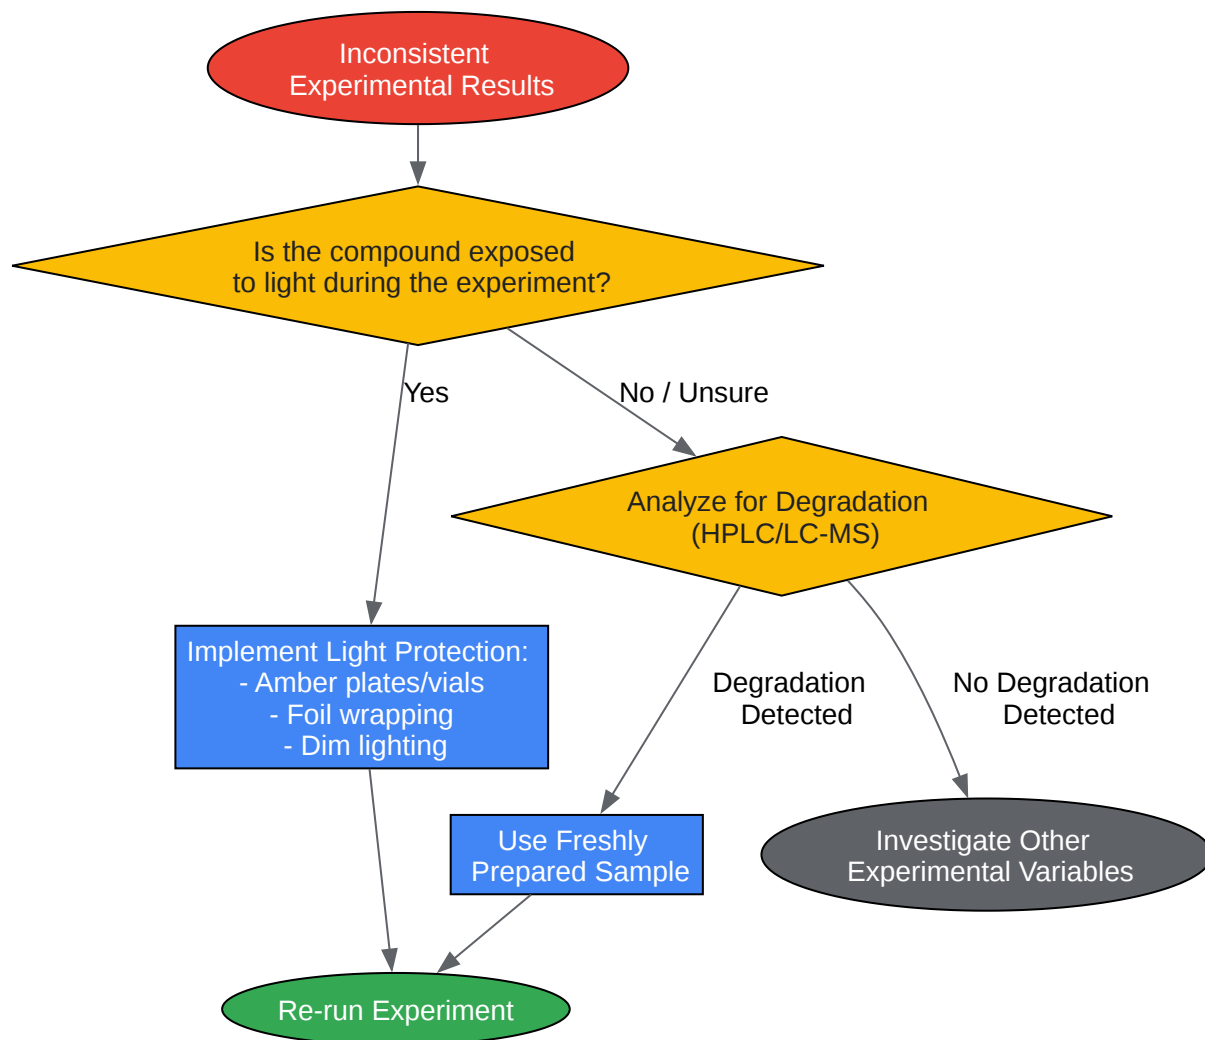 Inconsistent
Experimental Results
Is the compound exposed
to light during the experiment?
Yes
No / Unsure
Analyze for Degradation
(HPLC/LC-MS)
Implement Light Protection:
- Amber plates/vials
- Foil wrapping
- Dim lighting
Degradation
Detected
No Degradation
Detected
Use Freshly
Prepared Sample
Investigate Other
Experimental Variables
Re-run Experiment